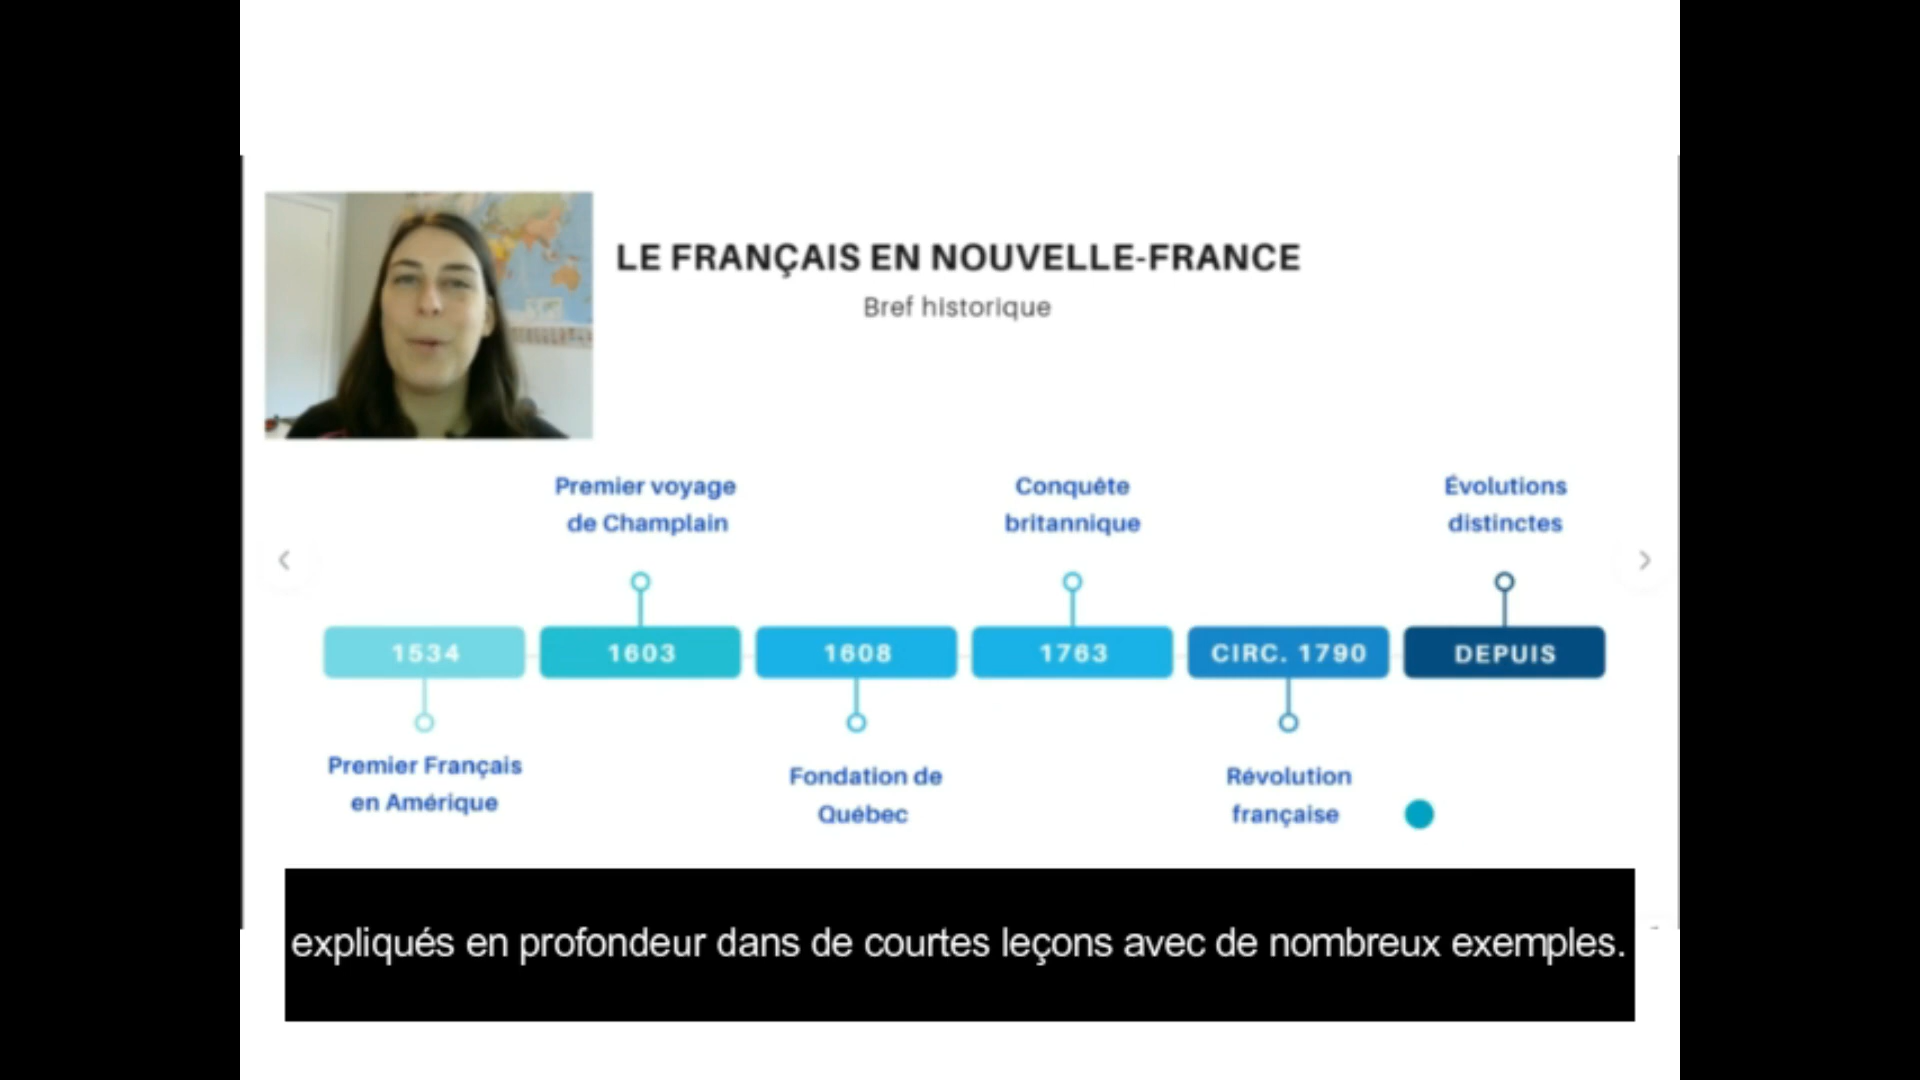 LE FRANÇAIS EN NOUVELLE-FRANCE
Bref historique
Premier voyage
de Champlain
Conquête
britannique
Évolutions
distinctes
1534
1603
1608
1763
CIRC. 1790
DEPUIS
Premier Français
en Amérique
Fondation de
Québec
Révolution
française
expliqués en profondeur dans de courtes leçons avec de nombreux exemples.